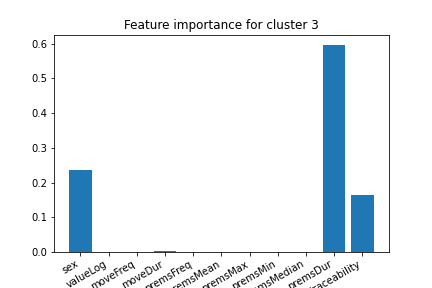 Feature importance for cluster 3
0.6
0.5
0.4
0.3
0.2
0.1
0.0
sex
valueLog
moveFreq
moveDur
premsFreq
premsMean
premsMax
premsMin
msMedian
premsDur
raceability